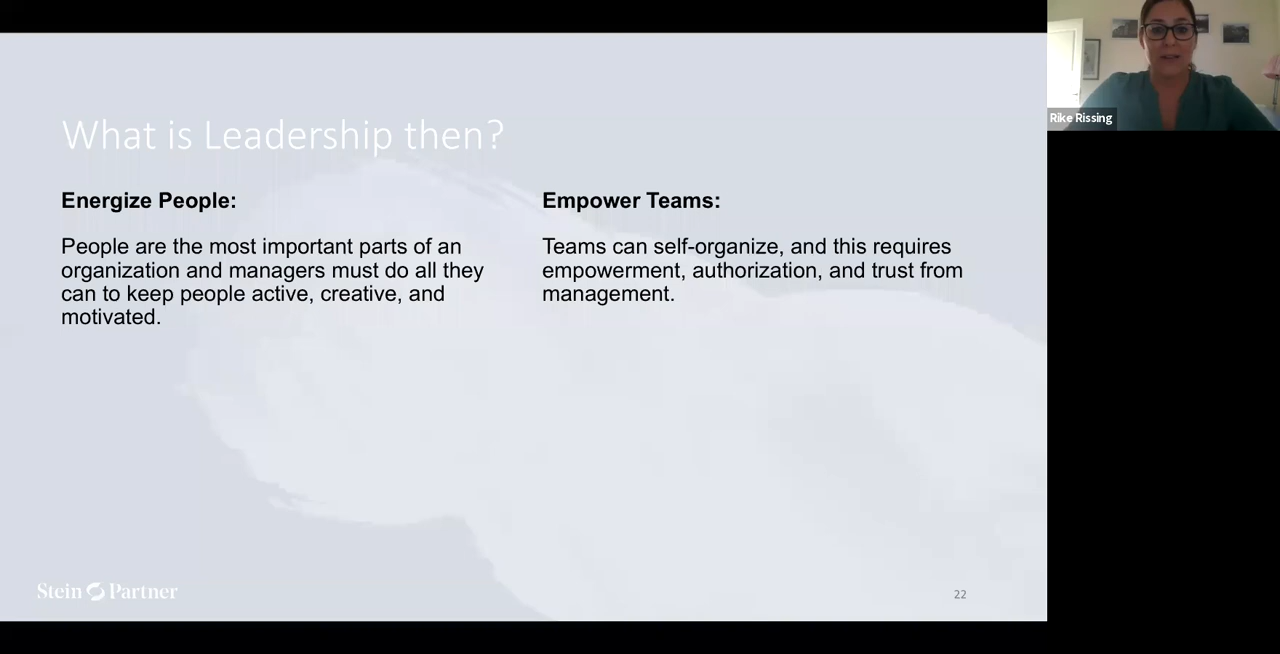 What is Leadership then?
Energize People:
People are the most important parts of an
organization and managers must do all they
can to keep people active, creative, and
motivated.
Empower Teams:
Teams can self-organize, and this requires
empowerment, authorization, and trust from
management.
Stein Partner
22
Rike Rissing